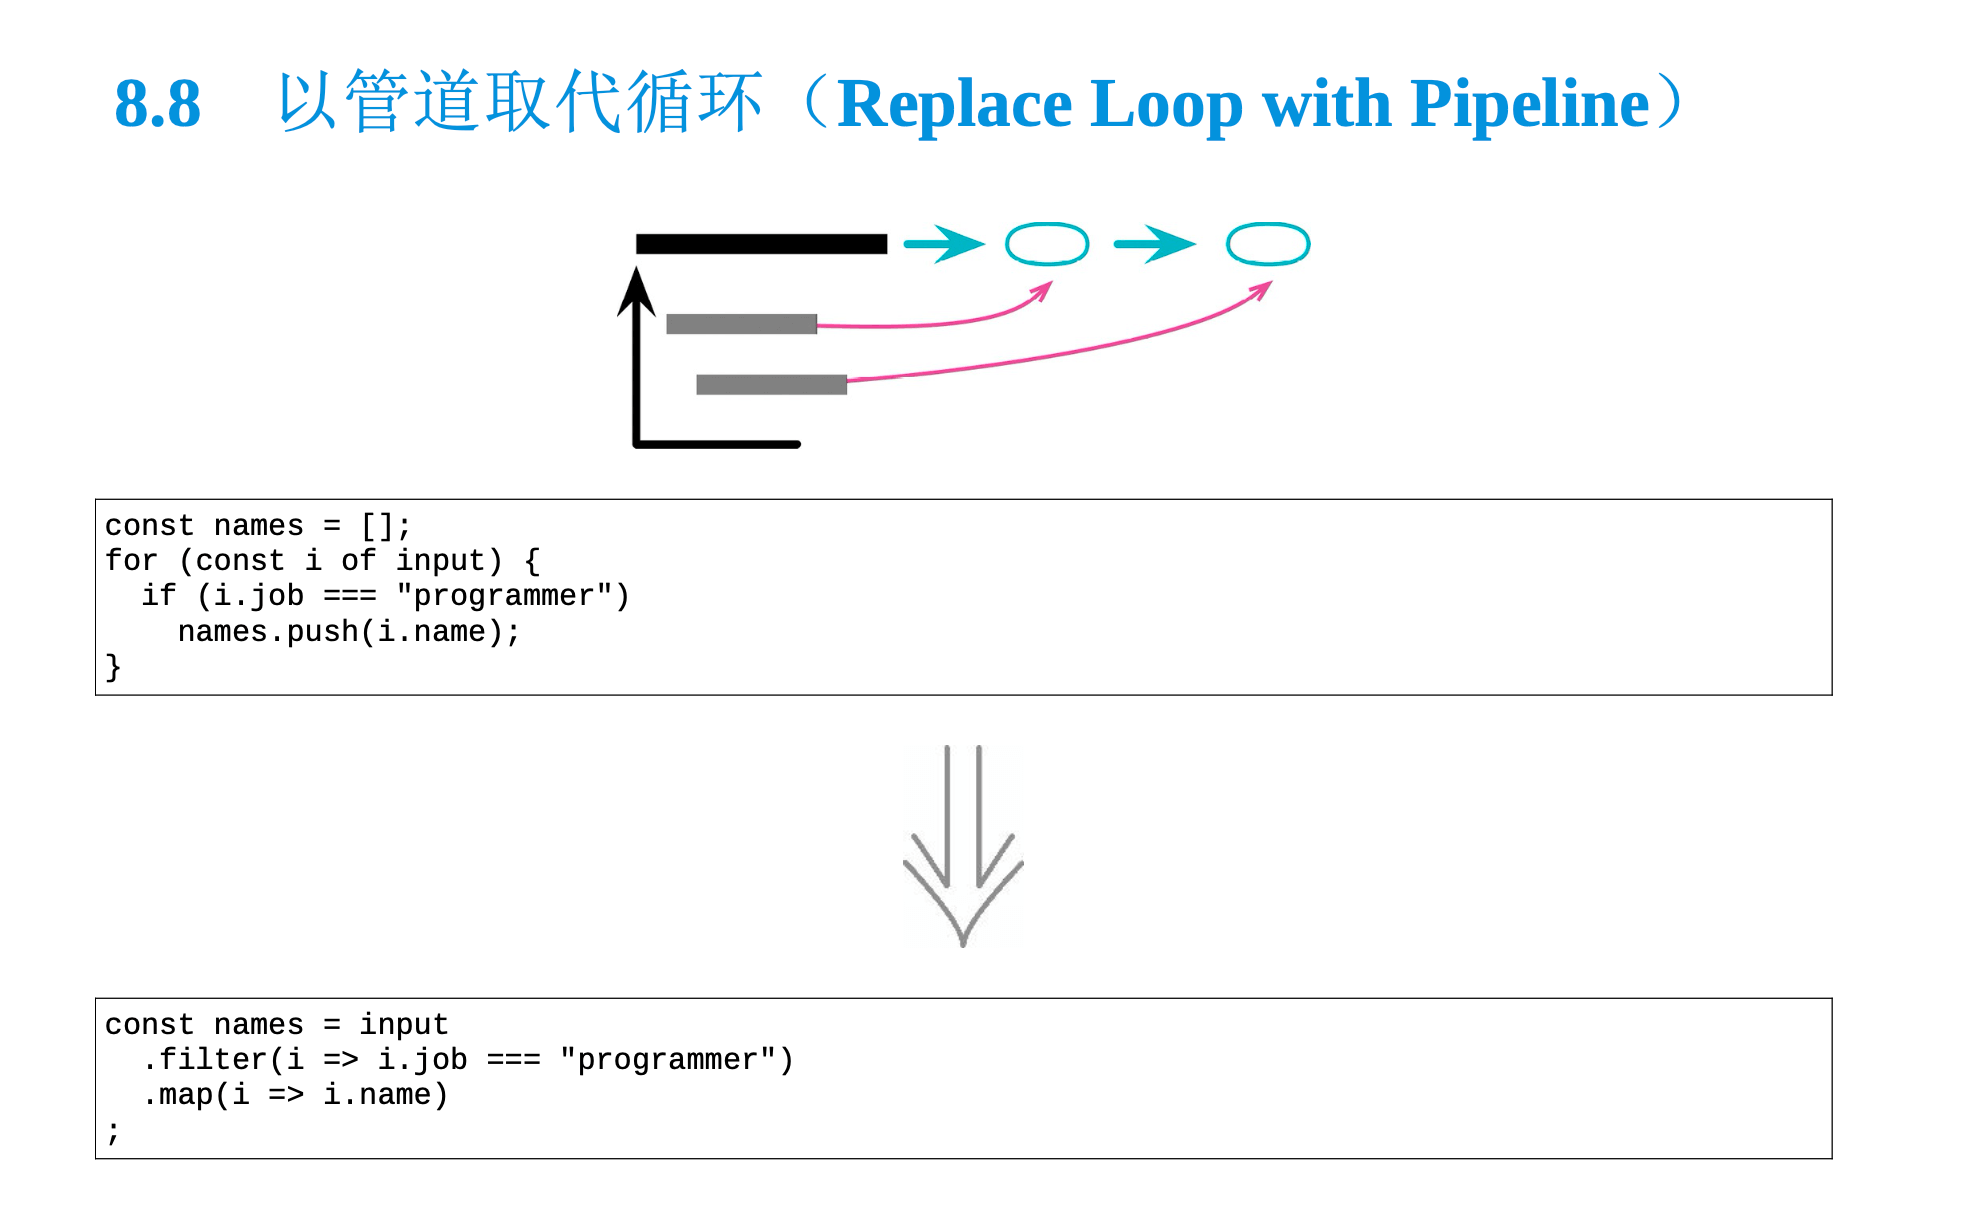 8.8 以管道取代循环（Replace Loop with Pipeline）
const names = [];
for (const i of input) {
  if (i.job === "programmer")
    names.push(i.name);
}
const names = input
  .filter(i => i.job === "programmer")
  .map(i => i.name)
;